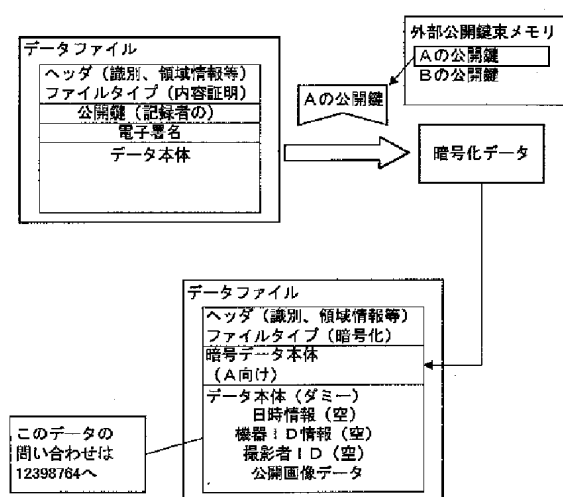 データファイル
ヘッダ（識別、領域情報等）
ファイルタイプ（内容証明）
公開鍵（記録者の）
電子署名
データ本体
外部公開鍵束メモリ
Aの公開鍵
Bの公開鍵
Aの公開鍵
暗号化データ
データファイル
ヘッダ（識別、領域情報等）
ファイルタイプ（暗号化）
暗号データ本体
（A向け）
データ本体（ダミー）
日時情報（空）
機器ID情報（空）
撮影者ID（空）
公開画像データ
このデータの
問い合わせは
12398764へ